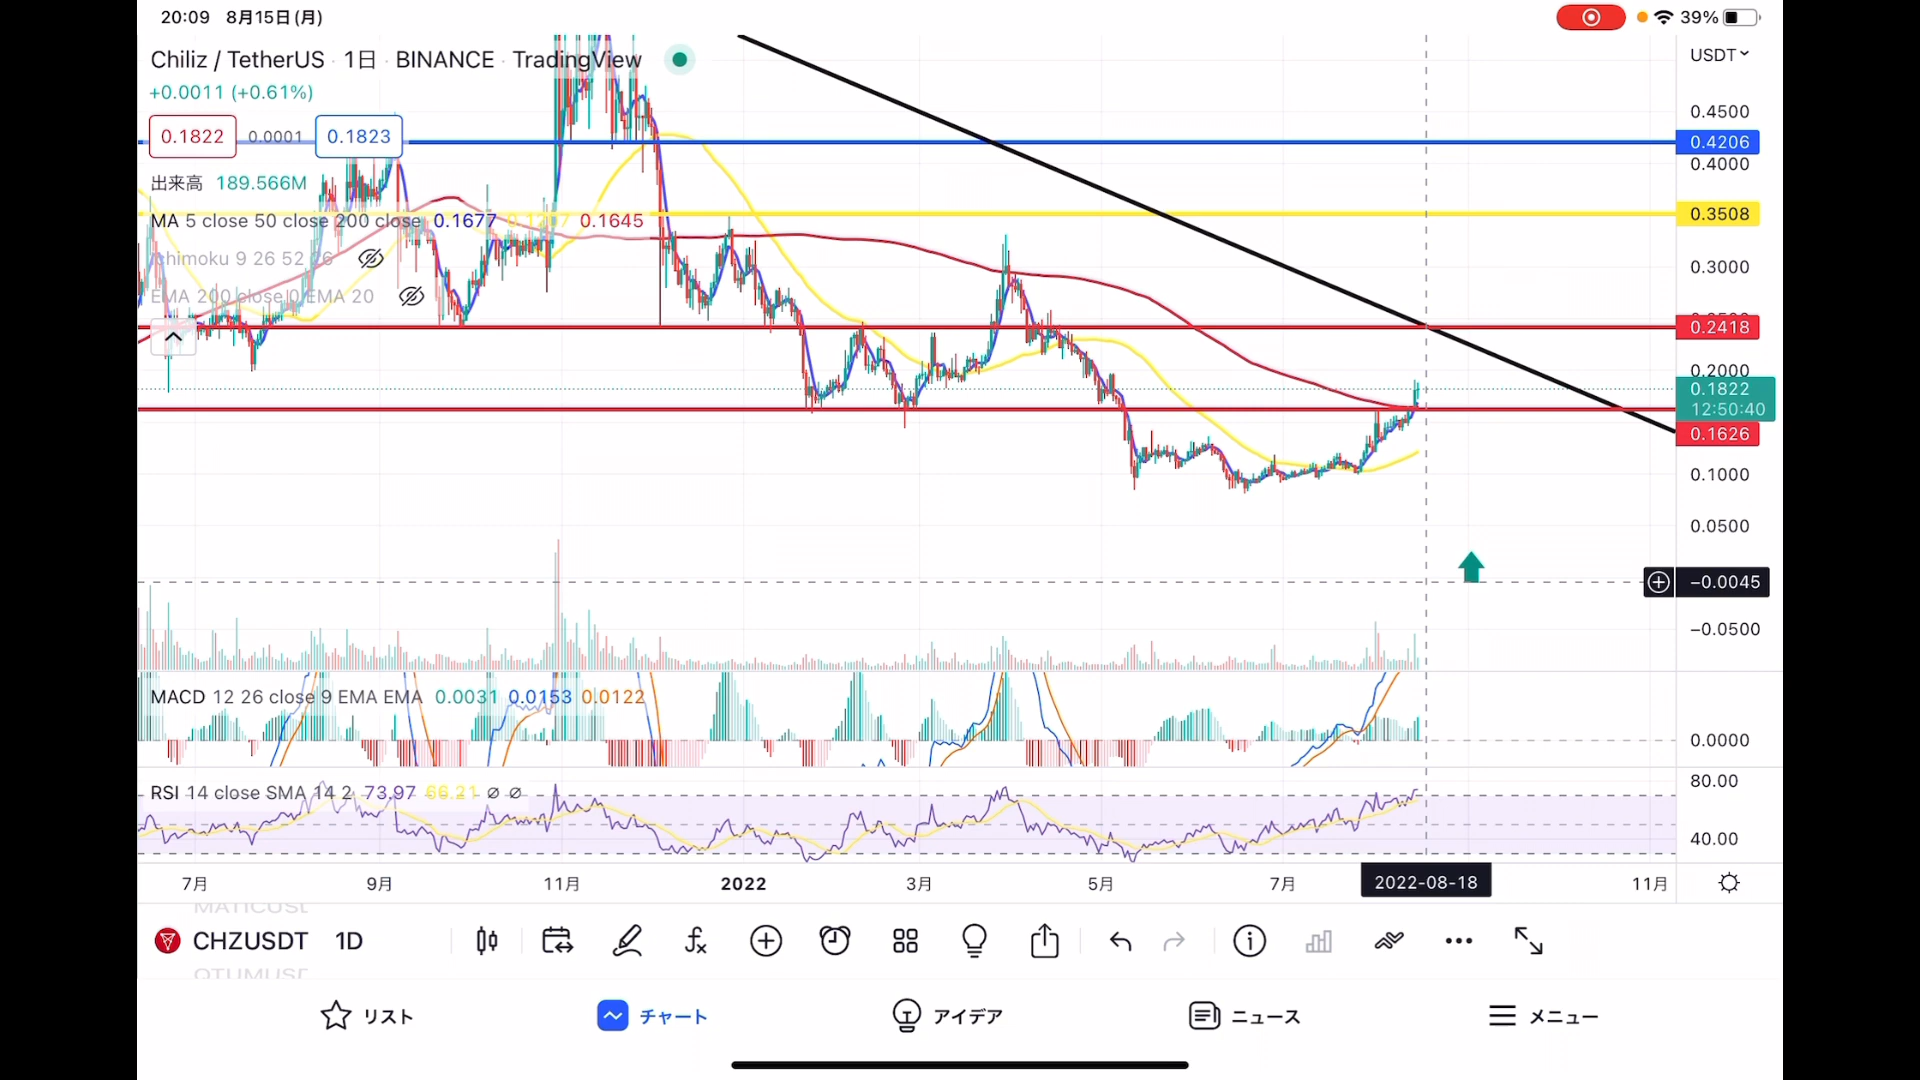 20:09 8月15日(月)
39%
Chiliz / TetherUS · 1日 · BINANCE · TradingView
USDT
+0.0011 (+0.61%)
0.1822 0.0001 0.1823
出来高 189.566M
MA 5 close 50 close 200 close 0.1677 0.1645
Ichimoku 9 26 52 26
EMA 200 close 0 EMA 20
0.4500
0.4206
0.4000
0.3508
0.3000
0.2418
0.2000
0.1822
12:50:40
0.1626
0.1000
0.0500
−0.0045
−0.0500
MACD 12 26 close 9 EMA EMA 0.0031 0.0153 0.0122
0.0000
RSI 14 close SMA 14 2 73.97 66.21 ∅ ∅
80.00
40.00
7月 9月 11月 2022 3月 5月 7月 2022-08-18 11月
CHZUSDT 1D
リスト チャート アイデア ニュース メニュー